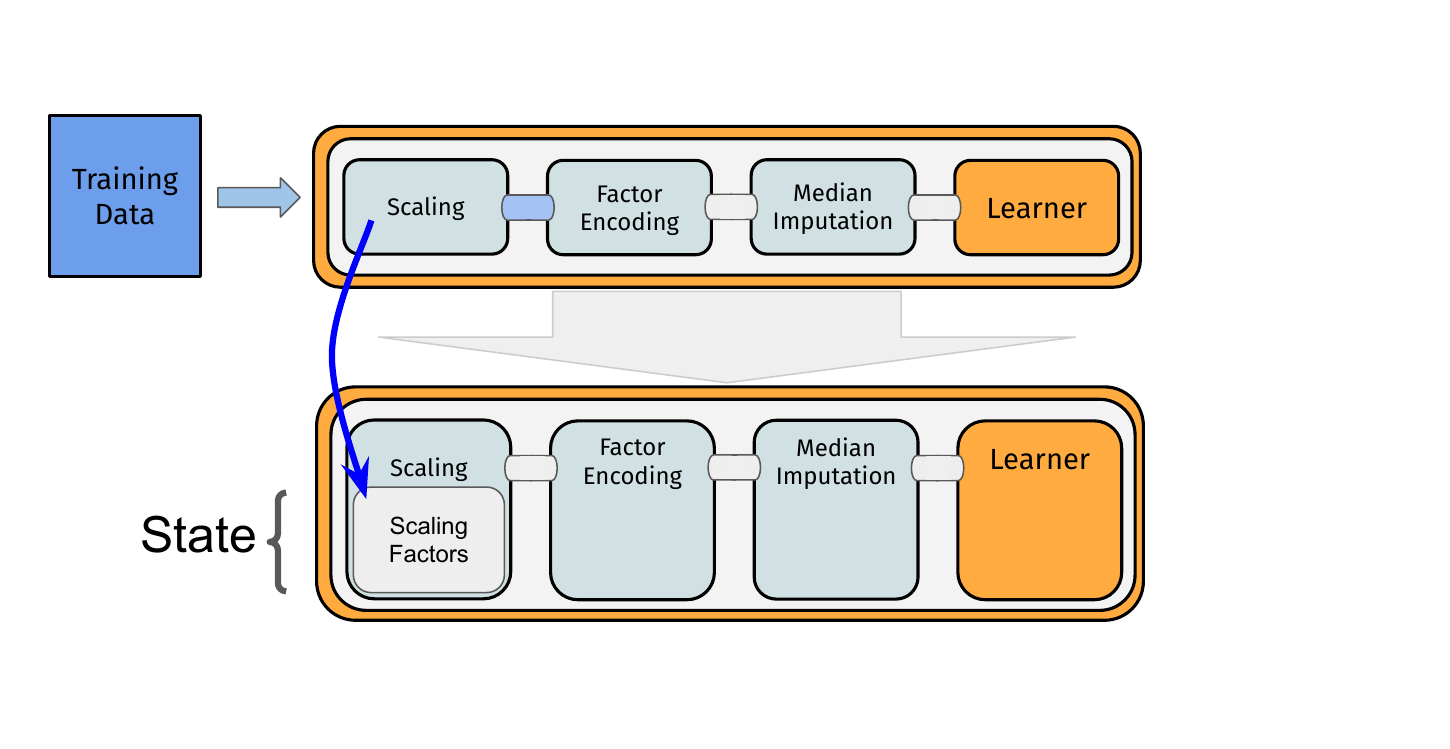 Training
Data
Scaling
Factor
Encoding
Median
Imputation
Learner
State
Scaling
Scaling
Factors
Factor
Encoding
Median
Imputation
Learner